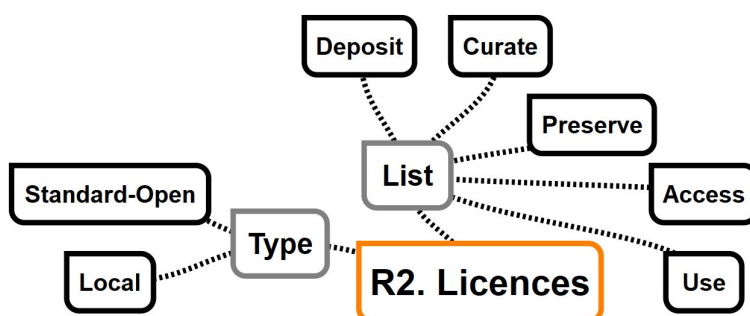 Deposit
Curate
Preserve
List
Access
Standard-Open
Type
Local
R2. Licences
Use